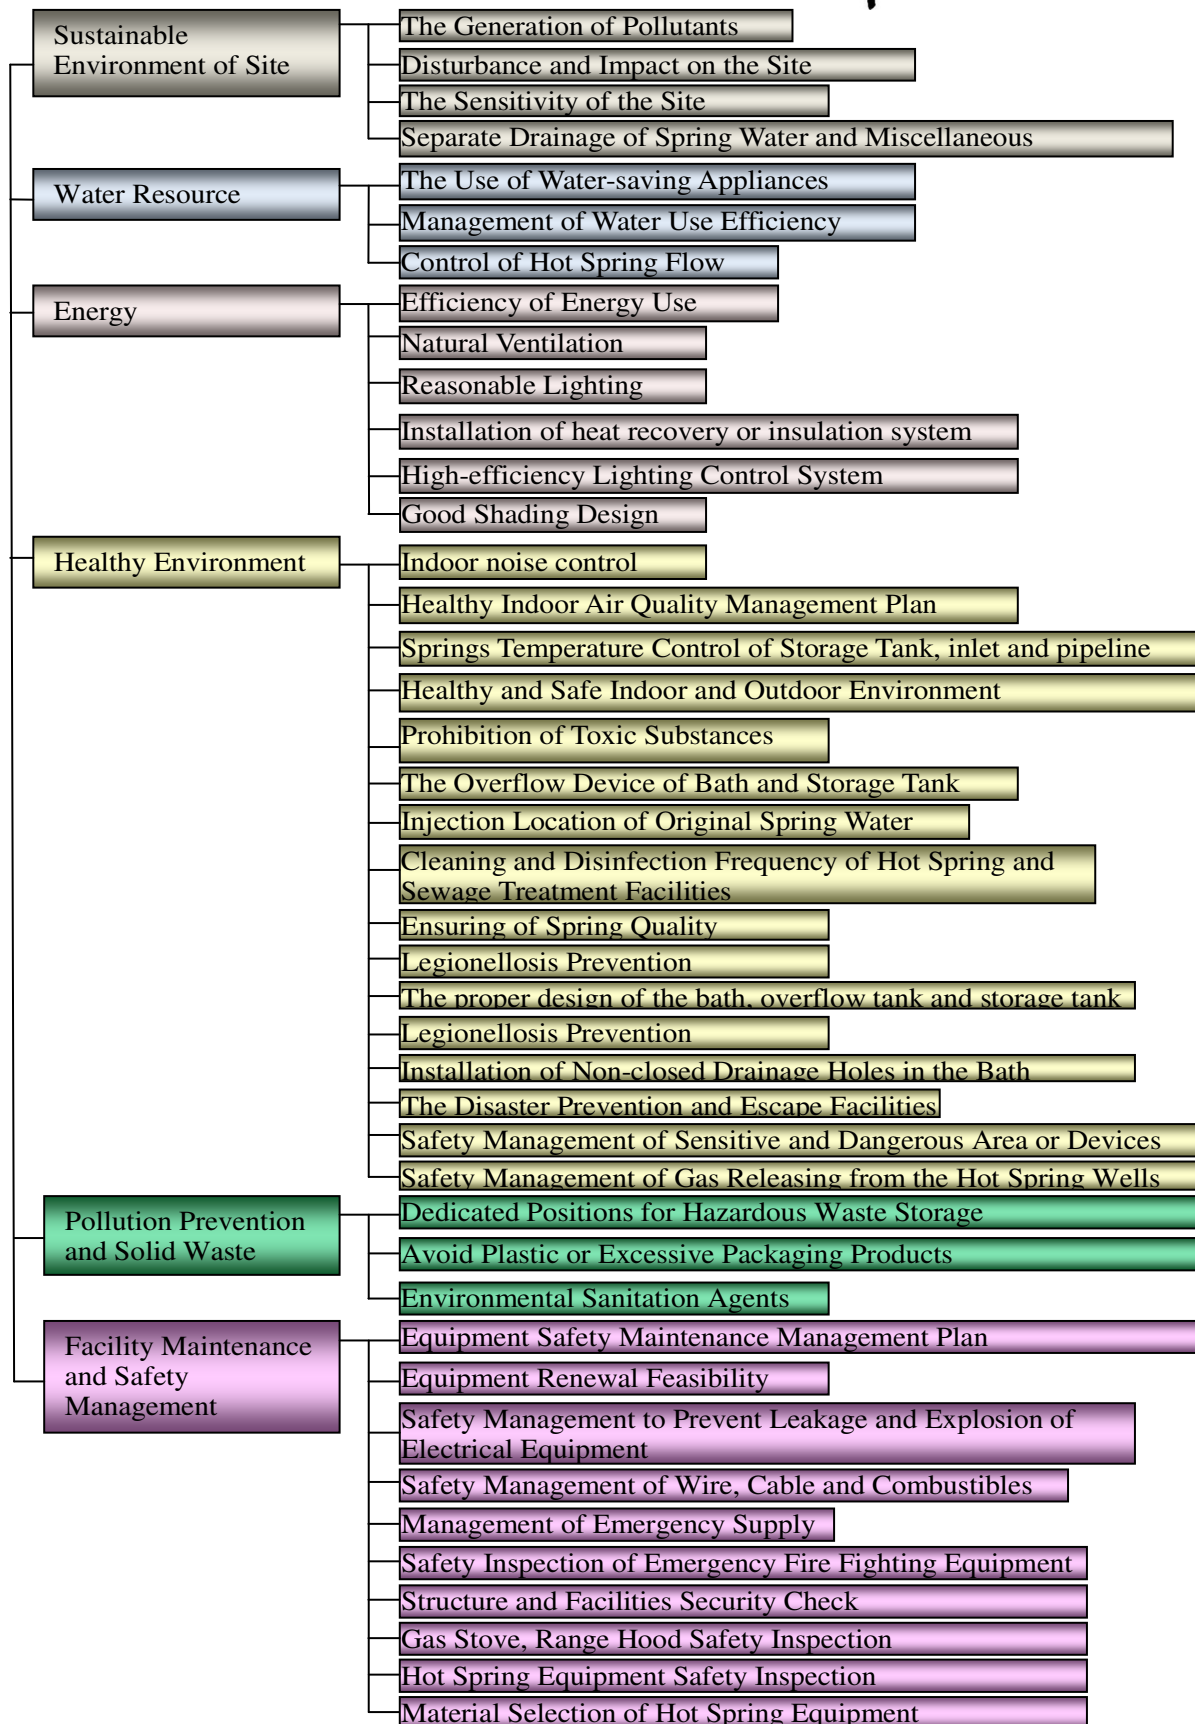 Sustainable
Environment of Site
The Generation of Pollutants
Disturbance and Impact on the Site
The Sensitivity of the Site
Separate Drainage of Spring Water and Miscellaneous
Water Resource
The Use of Water-saving Appliances
Management of Water Use Efficiency
Control of Hot Spring Flow
Energy
Efficiency of Energy Use
Natural Ventilation
Reasonable Lighting
Installation of heat recovery or insulation system
High-efficiency Lighting Control System
Good Shading Design
Healthy Environment
Indoor noise control
Healthy Indoor Air Quality Management Plan
Springs Temperature Control of Storage Tank, inlet and pipeline
Healthy and Safe Indoor and Outdoor Environment
Prohibition of Toxic Substances
The Overflow Device of Bath and Storage Tank
Injection Location of Original Spring Water
Cleaning and Disinfection Frequency of Hot Spring and
Sewage Treatment Facilities
Ensuring of Spring Quality
Legionellosis Prevention
The proper design of the bath, overflow tank and storage tank
Legionellosis Prevention
Installation of Non-closed Drainage Holes in the Bath
The Disaster Prevention and Escape Facilities
Safety Management of Sensitive and Dangerous Area or Devices
Safety Management of Gas Releasing from the Hot Spring Wells
Pollution Prevention
and Solid Waste
Dedicated Positions for Hazardous Waste Storage
Avoid Plastic or Excessive Packaging Products
Environmental Sanitation Agents
Facility Maintenance
and Safety
Management
Equipment Safety Maintenance Management Plan
Equipment Renewal Feasibility
Safety Management to Prevent Leakage and Explosion of
Electrical Equipment
Safety Management of Wire, Cable and Combustibles
Management of Emergency Supply
Safety Inspection of Emergency Fire Fighting Equipment
Structure and Facilities Security Check
Gas Stove, Range Hood Safety Inspection
Hot Spring Equipment Safety Inspection
Material Selection of Hot Spring Equipment